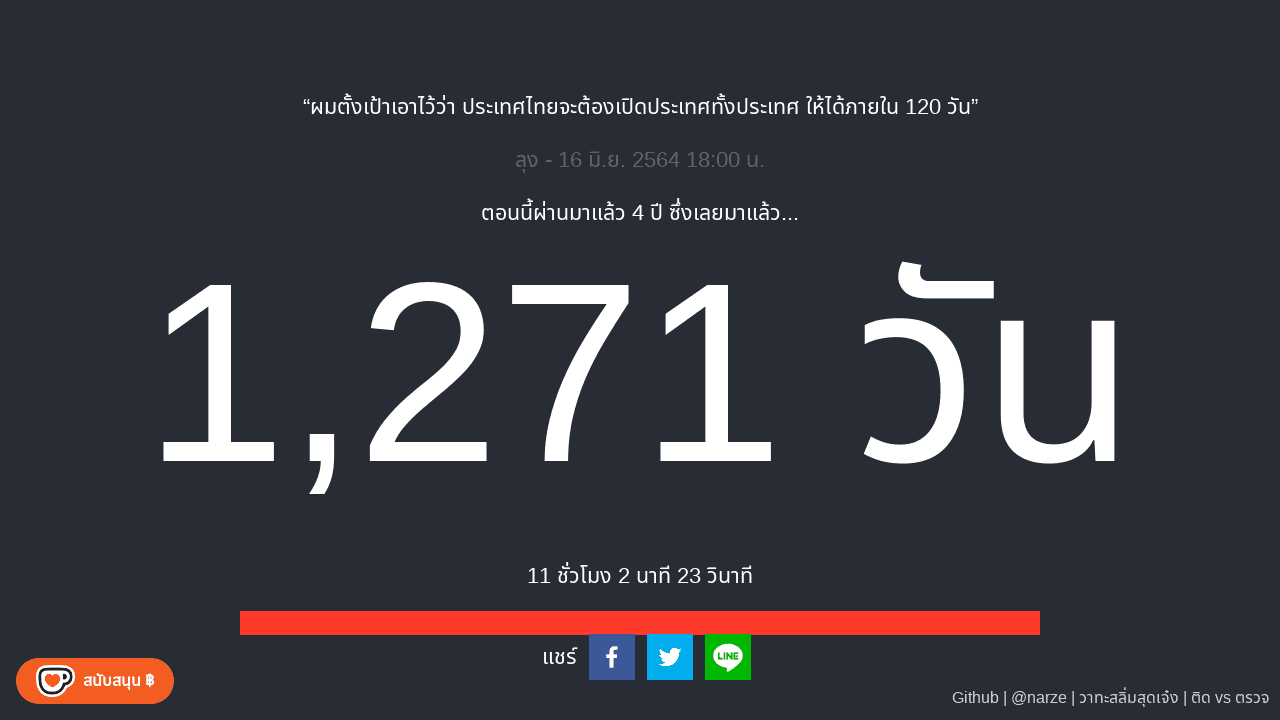 “ผมตั้งเป้าเอาไว้ว่า ประเทศไทยจะต้องเปิดประเทศทั้งประเทศ ให้ได้ภายใน 120 วัน”
ลุง - 16 มิ.ย. 2564 18:00 น.
ตอนนี้ผ่านมาแล้ว 4 ปี ซึ่งเลยมาแล้ว...
1,271 วัน
11 ชั่วโมง 2 นาที 23 วินาที
แชร์
LINE
สนับสนุน ฿
Github | @narze | วาทะสลิ่มสุดเจ๋ง | ติด vs ตรวจ